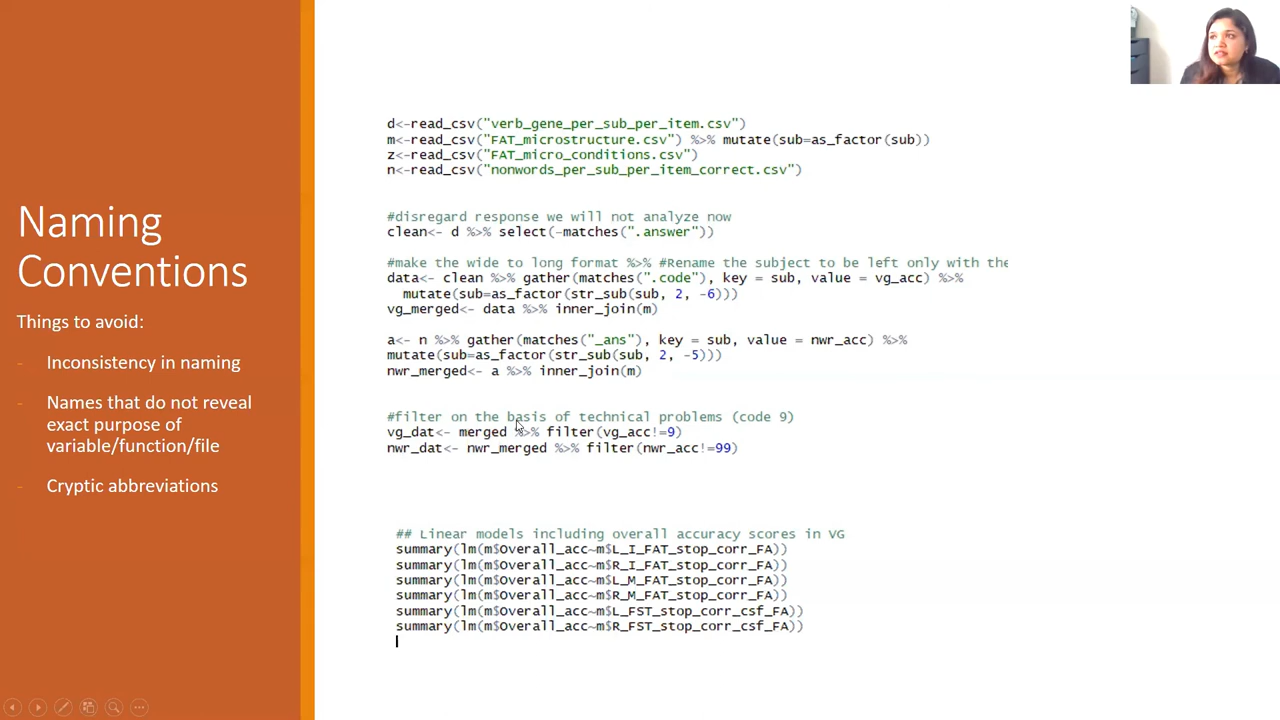 Naming
Conventions
Things to avoid:
- Inconsistency in naming
- Names that do not reveal
exact purpose of
variable/function/file
- Cryptic abbreviations
d<-read_csv("verb_gene_per_sub_per_item.csv")
m<-read_csv("FAT_microstructure.csv") %>% mutate(sub=as_factor(sub))
z<-read_csv("FAT_micro_conditions.csv")
n<-read_csv("nonwords_per_sub_per_item_correct.csv")
#disregard response we will not analyze now
clean<- d %>% select(-matches(".answer"))
#make the wide to long format %>% #Rename the subject to be left only with the
data<- clean %>% gather(matches(".code"), key = sub, value = vg_acc) %>%
mutate(sub=as_factor(str_sub(sub, 2, -6)))
vg_merged<- data %>% inner_join(m)
a<- n %>% gather(matches("_ans"), key = sub, value = nwr_acc) %>%
mutate(sub=as_factor(str_sub(sub, 2, -5)))
nwr_merged<- a %>% inner_join(m)
#filter on the basis of technical problems (code 9)
vg_dat<- merged %>% filter(vg_acc!=9)
nwr_dat<- nwr_merged %>% filter(nwr_acc!=99)
## Linear models including overall accuracy scores in VG
summary(lm(m$Overall_acc~m$L_I_FAT_stop_corr_FA))
summary(lm(m$Overall_acc~m$R_I_FAT_stop_corr_FA))
summary(lm(m$Overall_acc~m$L_M_FAT_stop_corr_FA))
summary(lm(m$Overall_acc~m$R_M_FAT_stop_corr_FA))
summary(lm(m$Overall_acc~m$L_FST_stop_corr_csf_FA))
summary(lm(m$Overall_acc~m$R_FST_stop_corr_csf_FA))